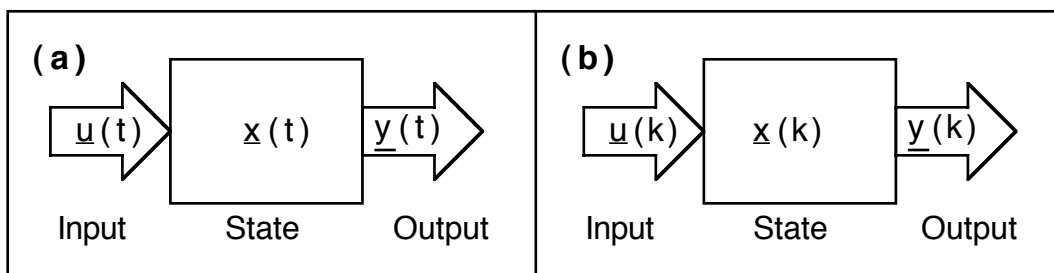 (a)
u(t) x(t) y(t)
Input State Output
(b)
u(k) x(k) y(k)
Input State Output